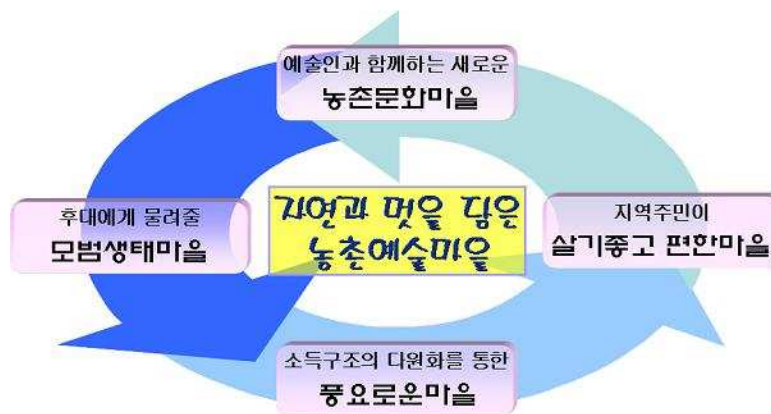 예술인과 함께하는 새로운
농촌문화마을
후대에게 물려줄
모범생태마을
자연과 멋을 담은
농촌예술마을
지역주민이
살기좋고 편한마을
소득구조의 다원화를 통한
풍요로운마을